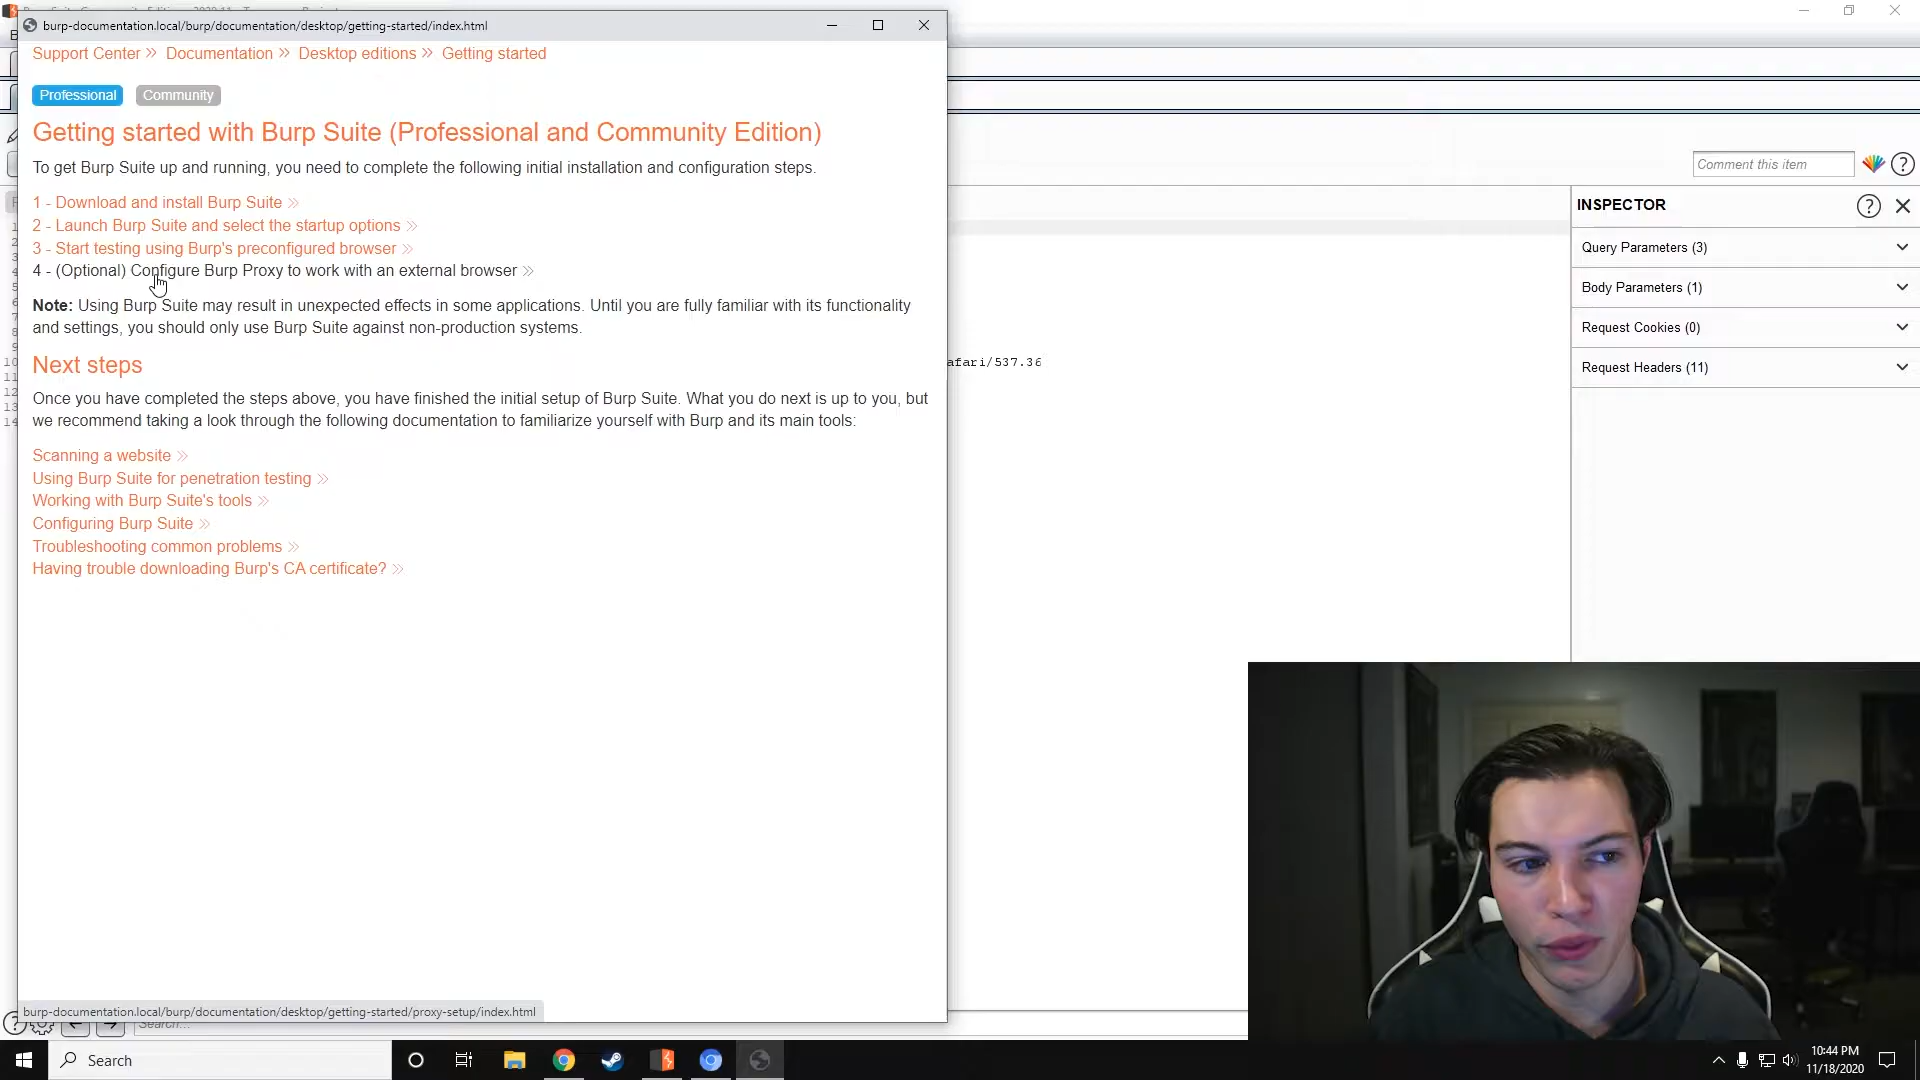 burp-documentation.local/burp/documentation/desktop/getting-started/index.html
Support Center » Documentation » Desktop editions » Getting started
Professional Community
Getting started with Burp Suite (Professional and Community Edition)
To get Burp Suite up and running, you need to complete the following initial installation and configuration steps.
1 - Download and install Burp Suite »
2 - Launch Burp Suite and select the startup options »
3 - Start testing using Burp's preconfigured browser »
4 - (Optional) Configure Burp Proxy to work with an external browser »
Note: Using Burp Suite may result in unexpected effects in some applications. Until you are fully familiar with its functionality
and settings, you should only use Burp Suite against non-production systems.
Next steps
Once you have completed the steps above, you have finished the initial setup of Burp Suite. What you do next is up to you, but
we recommend taking a look through the following documentation to familiarize yourself with Burp and its main tools:
Scanning a website »
Using Burp Suite for penetration testing »
Working with Burp Suite's tools »
Configuring Burp Suite »
Troubleshooting common problems »
Having trouble downloading Burp's CA certificate? »
burp-documentation.local/burp/documentation/desktop/getting-started/proxy-setup/index.html
Search...
10
11
12
13
14
afari/537.36
Comment this item
INSPECTOR
Query Parameters (3)
Body Parameters (1)
Request Cookies (0)
Request Headers (11)
Search
10:44 PM
11/18/2020